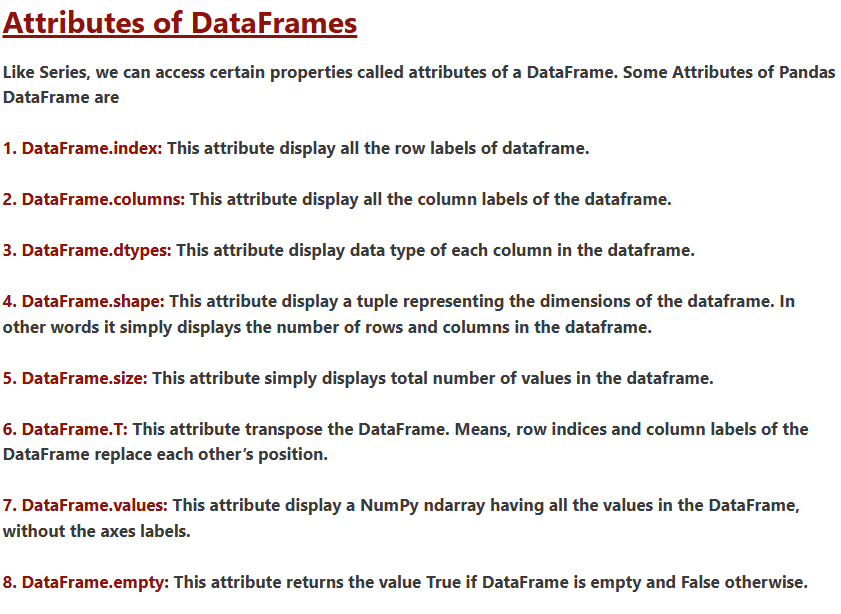 Attributes of DataFrames
Like Series, we can access certain properties called attributes of a DataFrame. Some Attributes of Pandas
DataFrame are
1. DataFrame.index: This attribute display all the row labels of dataframe.
2. DataFrame.columns: This attribute display all the column labels of the dataframe.
3. DataFrame.dtypes: This attribute display data type of each column in the dataframe.
4. DataFrame.shape: This attribute display a tuple representing the dimensions of the dataframe. In
other words it simply displays the number of rows and columns in the dataframe.
5. DataFrame.size: This attribute simply displays total number of values in the dataframe.
6. DataFrame.T: This attribute transpose the DataFrame. Means, row indices and column labels of the
DataFrame replace each other’s position.
7. DataFrame.values: This attribute display a NumPy ndarray having all the values in the DataFrame,
without the axes labels.
8. DataFrame.empty: This attribute returns the value True if DataFrame is empty and False otherwise.